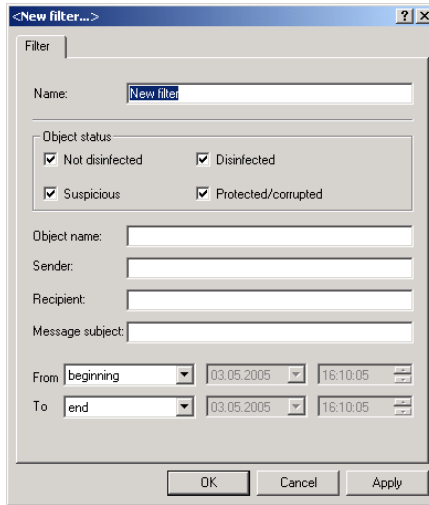 <New filter...>
Filter
Name: New filter
Object status
Not disinfected Disinfected
Suspicious Protected/corrupted
Object name:
Sender:
Recipient:
Message subject:
From beginning 03.05.2005 16:10:05
To end 03.05.2005 16:10:05
OK Cancel Apply